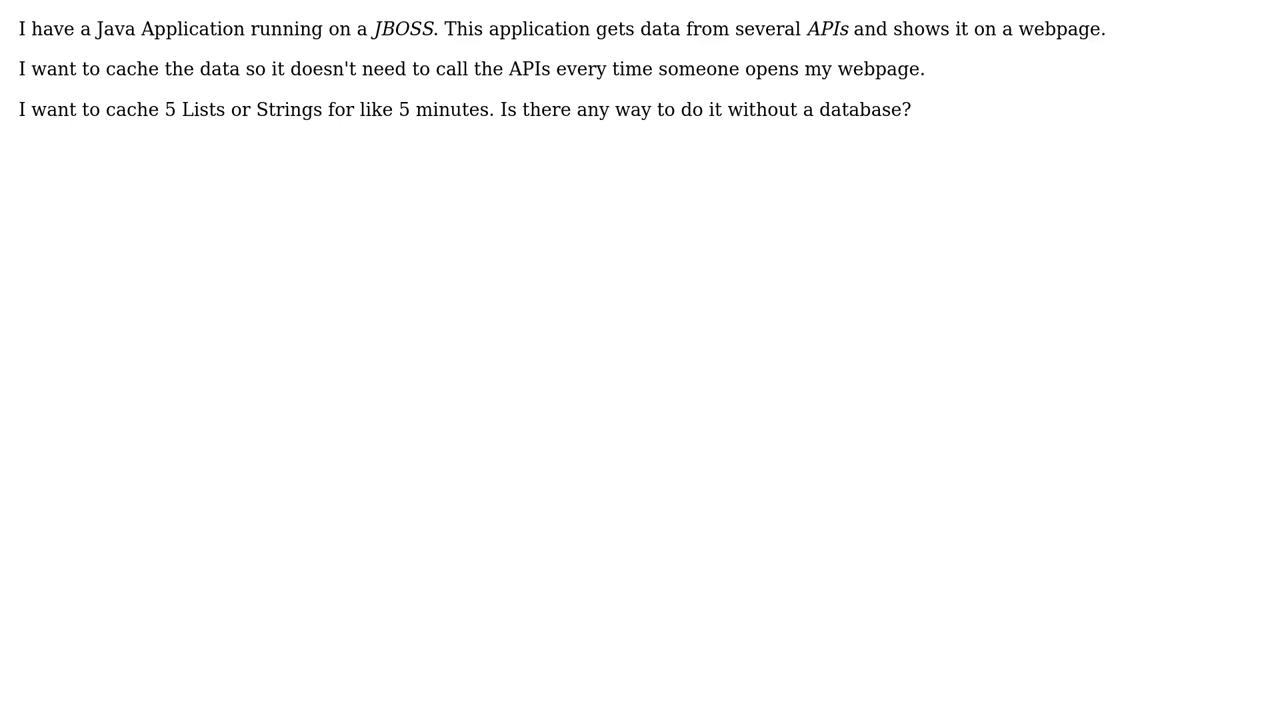 I have a Java Application running on a JBOSS. This application gets data from several APIs and shows it on a webpage.
I want to cache the data so it doesn't need to call the APIs every time someone opens my webpage.
I want to cache 5 Lists or Strings for like 5 minutes. Is there any way to do it without a database?